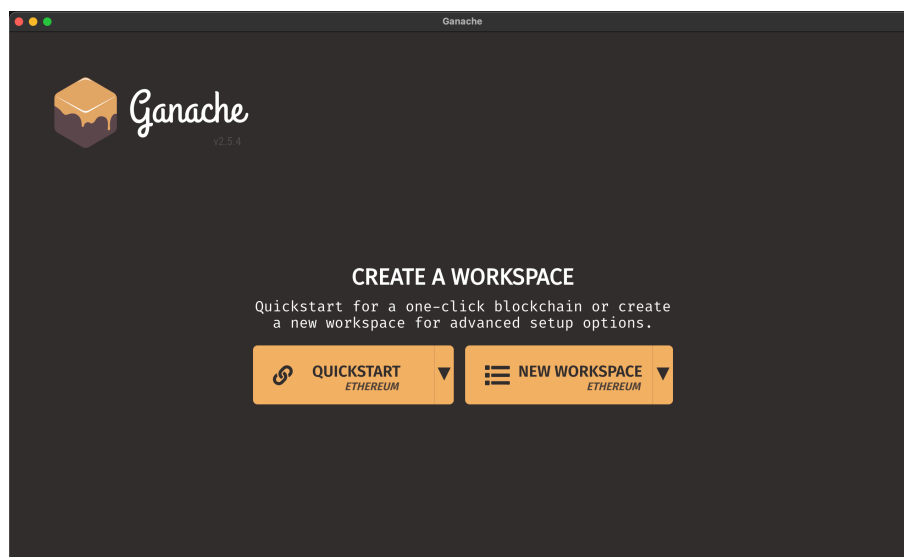 Ganache
Ganache
v2.5.4
CREATE A WORKSPACE
Quickstart for a one-click blockchain or create
a new workspace for advanced setup options.
QUICKSTART
ETHEREUM
NEW WORKSPACE
ETHEREUM